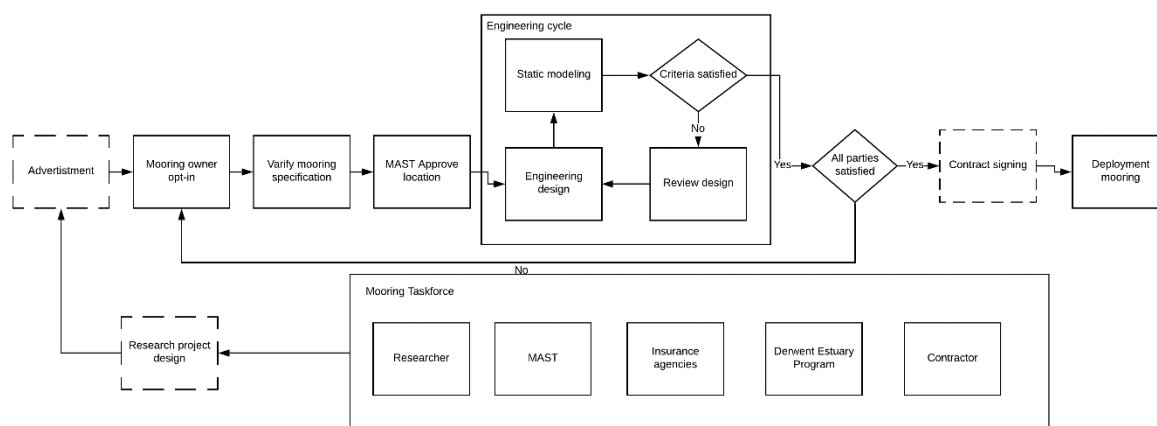 Engineering cycle
Static modeling
Criteria satisfied
No
Advertistment
Mooring owner
opt-in
Varify mooring
specification
MAST Approve
location
Engineering
design
Review design
Yes
All parties
satisfied
Yes
Contract signing
Deployment
mooring
No
Mooring Taskforce
Research project
design
Researcher
MAST
Insurance
agencies
Derwent Estuary
Program
Contractor